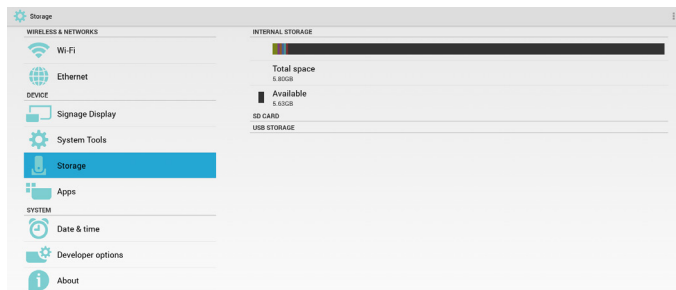 Storage
WIRELESS & NETWORKS
Wi-Fi
Ethernet
DEVICE
Signage Display
System Tools
Storage
Apps
SYSTEM
Date & time
Developer options
About
INTERNAL STORAGE
Total space
5.80GB
Available
5.63GB
SD CARD
USB STORAGE